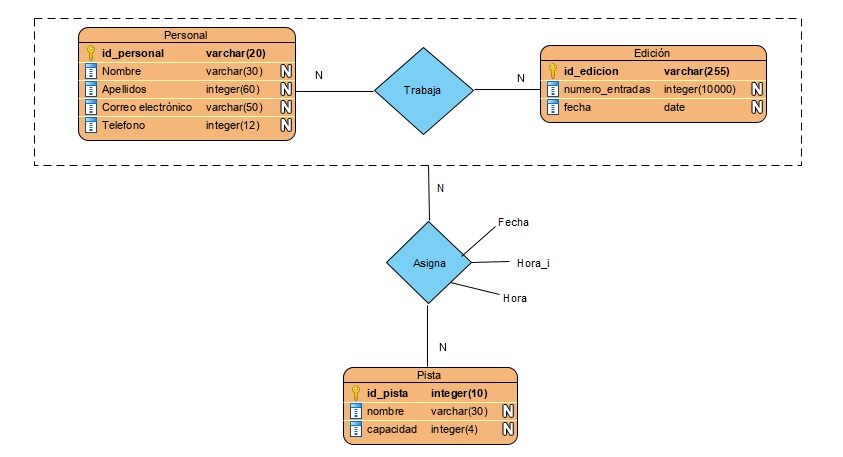 Personal
id_personal varchar(20)
Nombre varchar(30) N
Apellidos integer(60) N
Correo electrónico varchar(50) N
Telefono integer(12) N
N
Trabaja
N
Edición
id_edicion varchar(255)
numero_entradas integer(10000) N
fecha date N
N
Asigna
Fecha
Hora_i
Hora
N
Pista
id_pista integer(10)
nombre varchar(30) N
capacidad integer(4) N